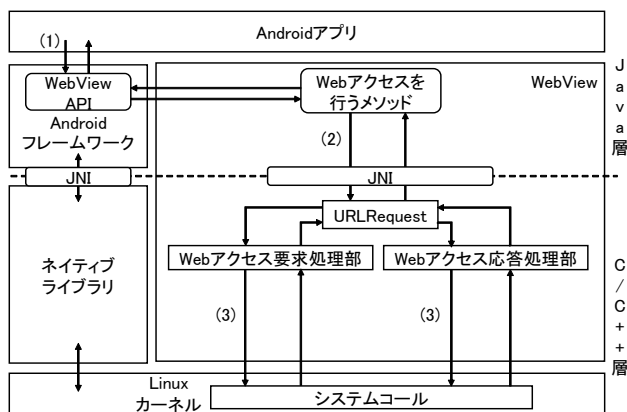 Androidアプリ
(1)
WebView
API
Android
フレームワーク
Webアクセスを
行うメソッド
WebView
Java層
(2)
JNI
JNI
URLRequest
Webアクセス要求処理部
Webアクセス応答処理部
ネイティブ
ライブラリ
(3)
(3)
C/C++層
Linux
カーネル
システムコール